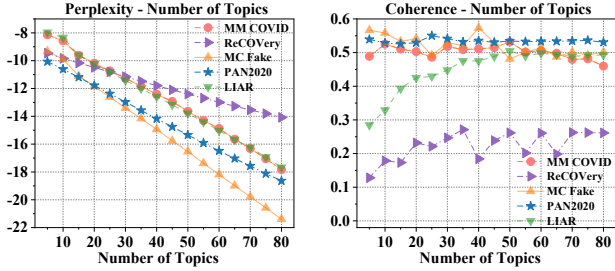 Perplexity - Number of Topics
-8
-10
-12
-14
-16
-18
-20
-22
10 20 30 40 50 60 70 80
Number of Topics
MM COVID
ReCOVery
MC Fake
PAN2020
LIAR
Coherence - Number of Topics
0.6
0.5
0.4
0.3
0.2
0.1
0.0
10 20 30 40 50 60 70 80
Number of Topics
MM COVID
ReCOVery
MC Fake
PAN2020
LIAR